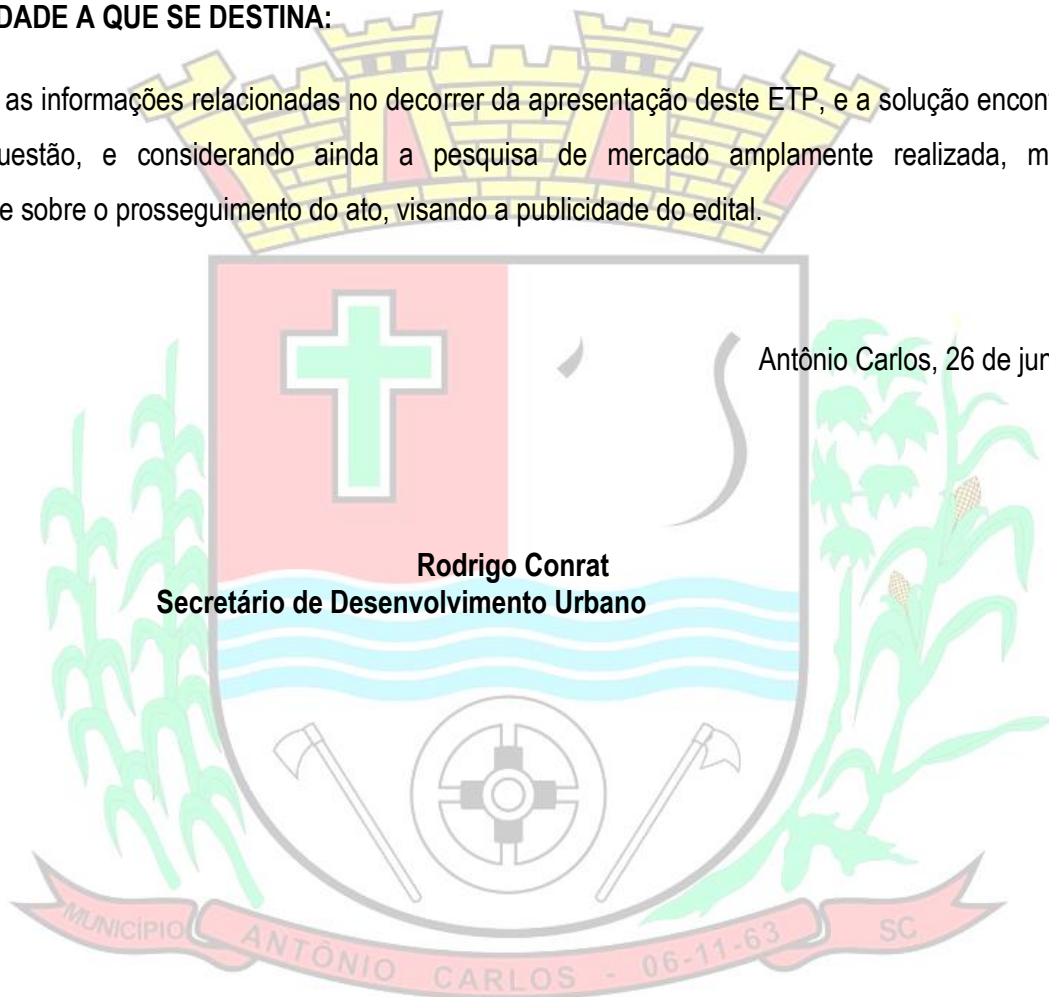 DADE A QUE SE DESTINA:
as informações relacionadas no decorrer da apresentação deste ETP, e a solução encon
uestão, e considerando ainda a pesquisa de mercado amplamente realizada, m
e sobre o prosseguimento do ato, visando a publicidade do edital.
Antônio Carlos, 26 de jun
Rodrigo Conrat
Secretário de Desenvolvimento Urbano
MUNICÍPIO ANTÔNIO CARLOS - 06-11-63 SC